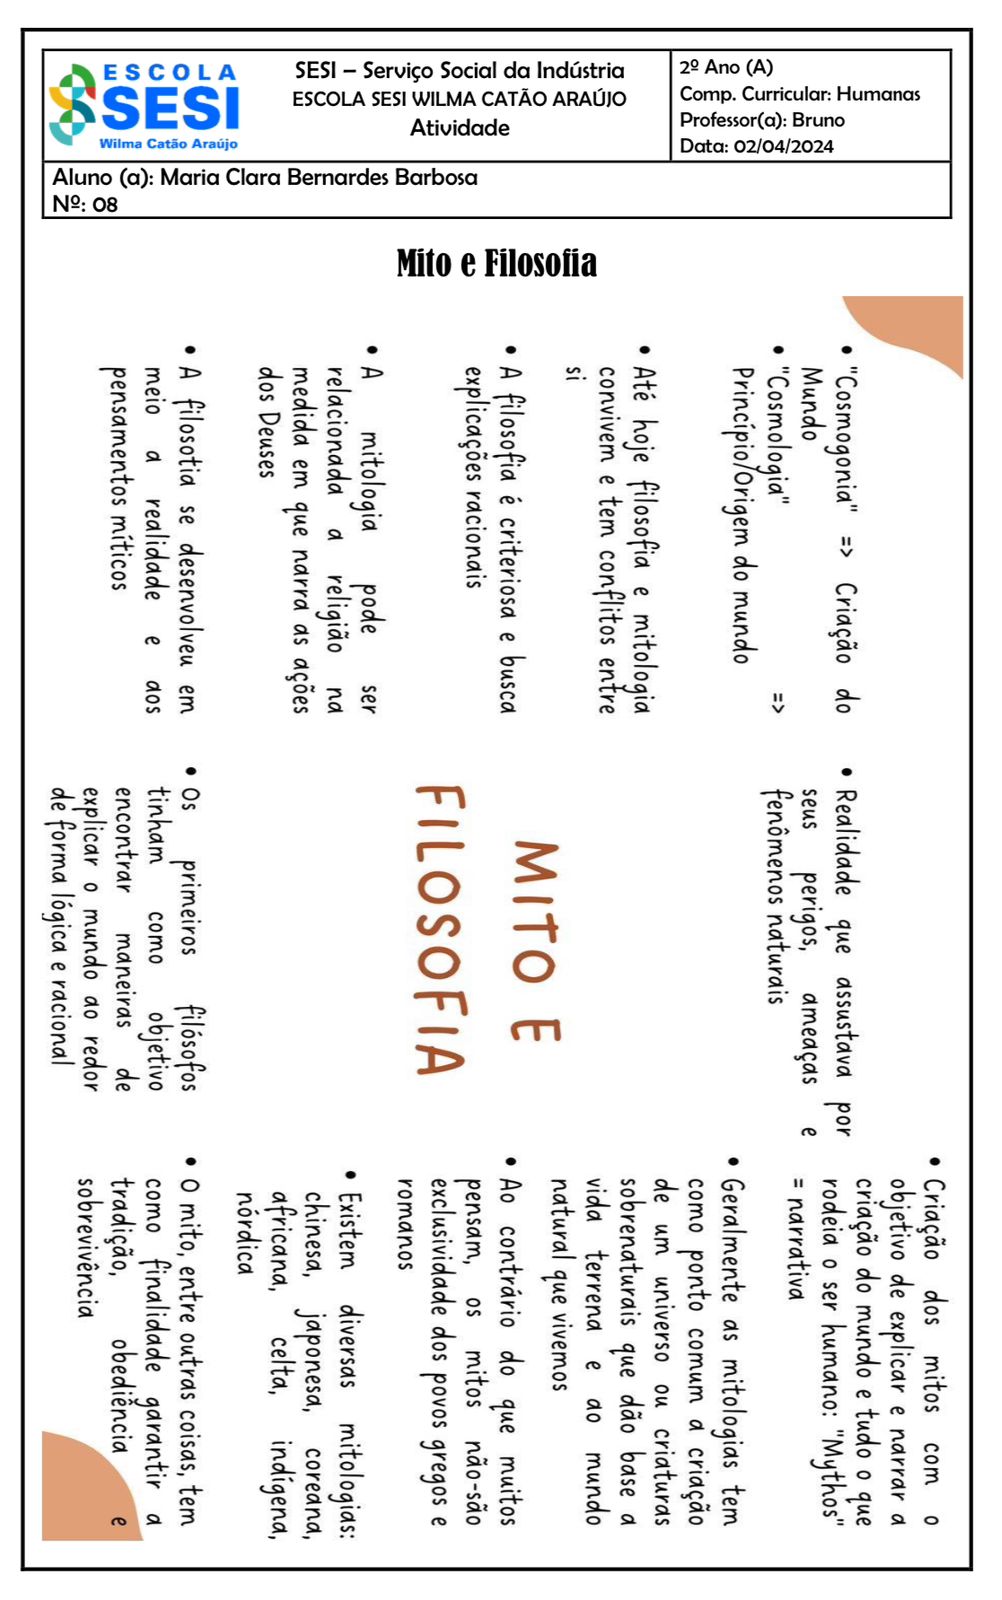 ESCOLA
SESI
Wilma Catão Araújo
SESI – Serviço Social da Indústria
ESCOLA SESI WILMA CATÃO ARAÚJO
Atividade
2º Ano (A)
Comp. Curricular: Humanas
Professor(a): Bruno
Data: 02/04/2024
Aluno (a): Maria Clara Bernardes Barbosa
Nº: 08
Mito e Filosofia
• "Cosmogonia" => Criação do
Mundo
• "Cosmologia" =>
Princípio/Origem do mundo
• Até hoje filosofia e mitologia
convivem e tem conflitos entre
si
• A filosofia é criteriosa e busca
explicações racionais
• A mitologia pode ser
relacionada a religião na
medida em que narra as ações
dos Deuses
• A filosotia se desenvolveu em
meio a realidade e aos
pensamentos míticos
• Realidade que assustava por
seus perigos, ameaças e
fenômenos naturais
MITO E
FILOSOFIA
• Os primeiros filósofos
tinham como objetivo
encontrar maneiras de
explicar o mundo ao redor
de forma lógica e racional
• Criação dos mitos com o
objetivo de explicar e narrar a
criação do mundo e tudo o que
rodeia o ser humano: "Mythos"
= narrativa
• Geralmente as mitologias tem
como ponto comum a criação
de um universo ou criaturas
sobrenaturais que dão base a
vida terrena e ao mundo
natural que vivemos
• Ao contrário do que muitos
pensam, os mitos não-são
exclusividade dos povos gregos e
romanos
• Existem diversas mitologias:
chinesa, japonesa, coreana,
africana, celta, indígena,
nórdica
• O mito, entre outras coisas, tem
como finalidade garantir a
tradição, obediência e
sobrevivência